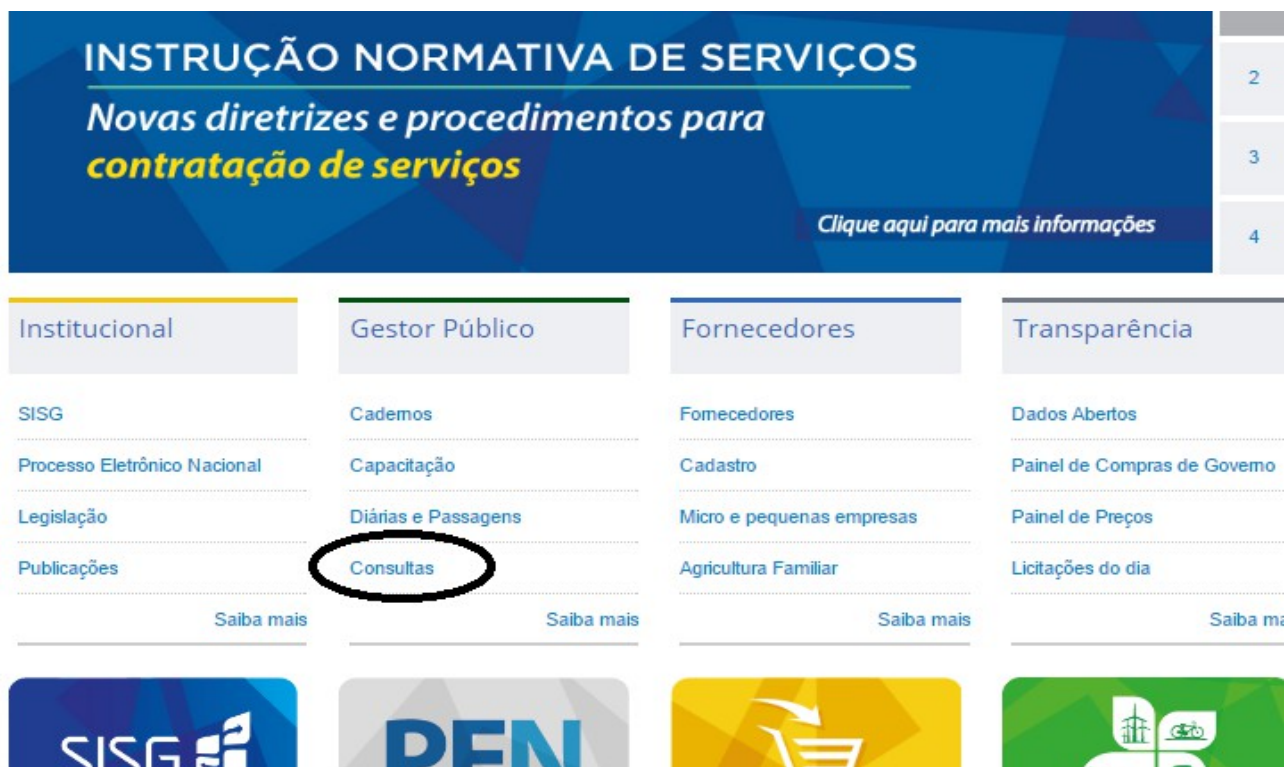 INSTRUÇÃO NORMATIVA DE SERVIÇOS
Novas diretrizes e procedimentos para
contratação de serviços
Clique aqui para mais informações
2
3
4
Institucional
SISG
Processo Eletrônico Nacional
Legislação
Publicações
Saiba mais
Gestor Público
Cadernos
Capacitação
Diárias e Passagens
Consultas
Saiba mais
Fornecedores
Fornecedores
Cadastro
Micro e pequenas empresas
Agricultura Familiar
Saiba mais
Transparência
Dados Abertos
Painel de Compras de Governo
Painel de Preços
Licitações do dia
Saiba ma
SISG
PEN